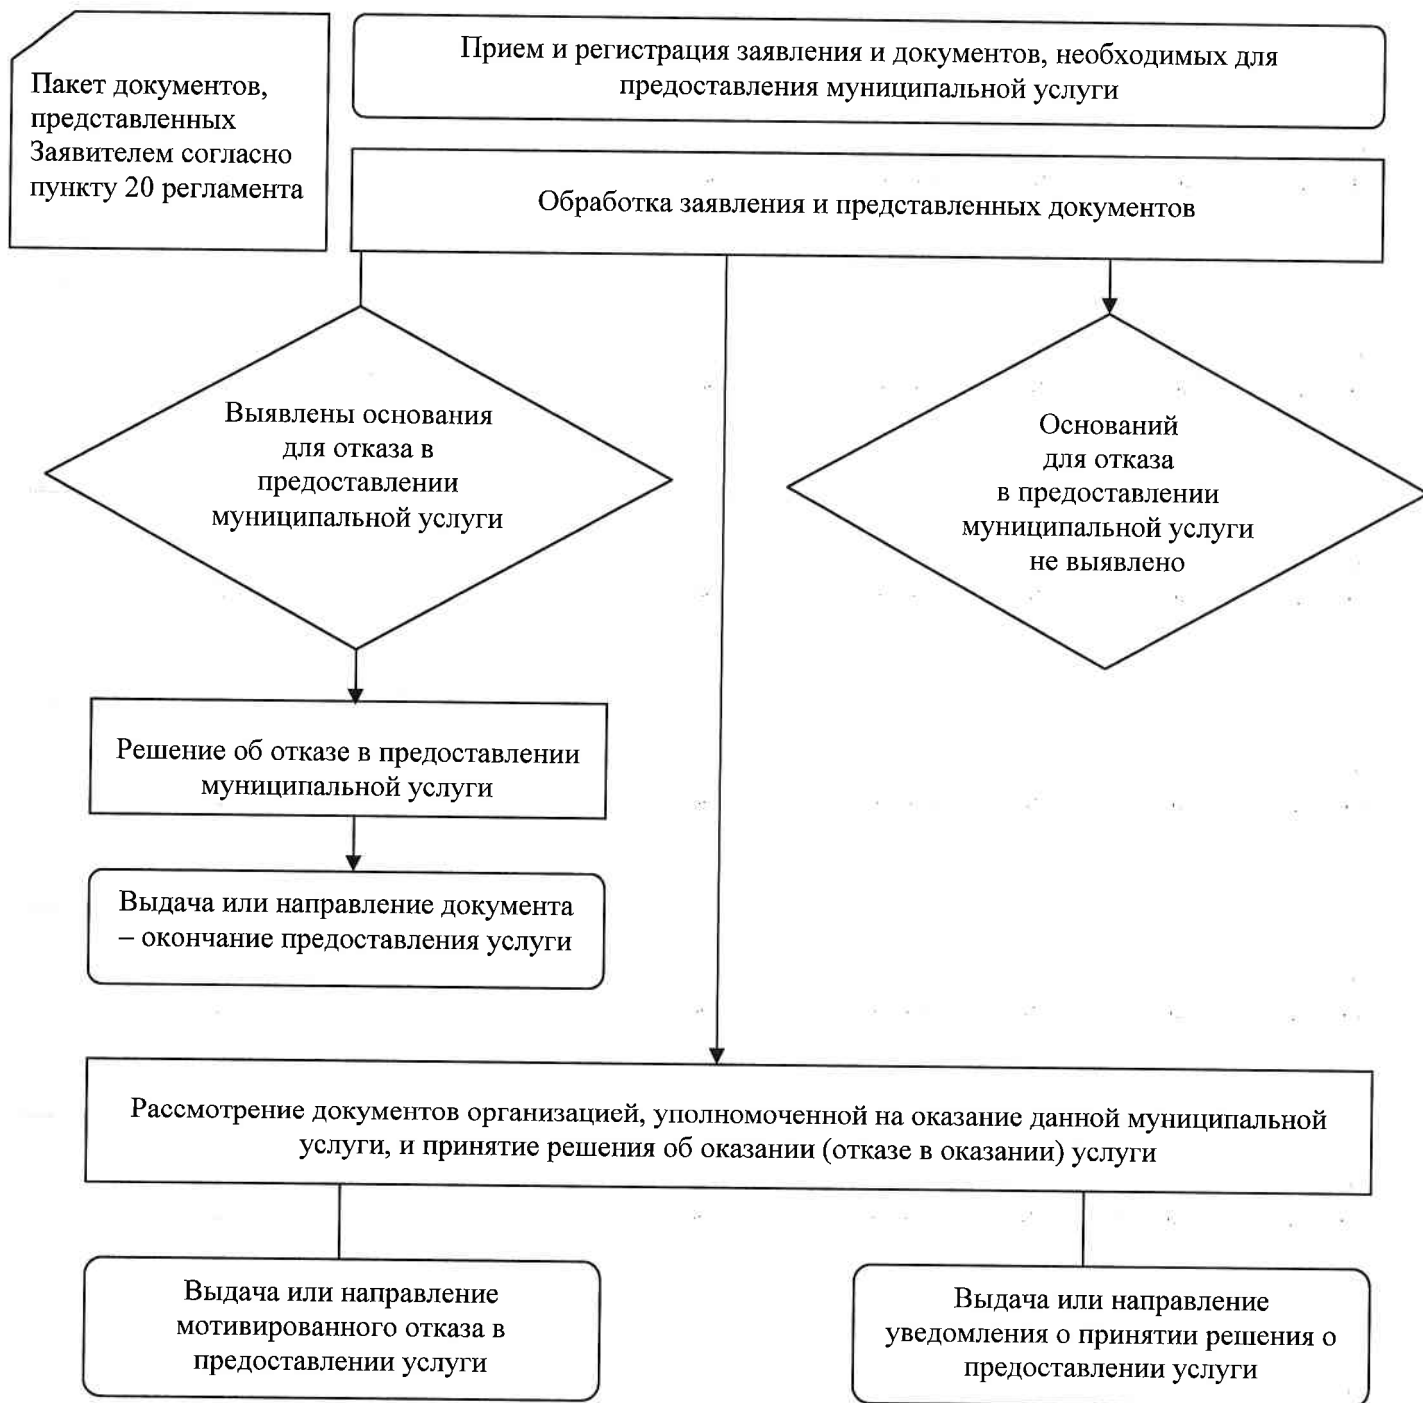 Пакет документов,
представленных
Заявителем согласно
пункту 20 регламента
Прием и регистрация заявления и документов, необходимых для
предоставления муниципальной услуги
Обработка заявления и представленных документов
Выявлены основания
для отказа в
предоставлении
муниципальной услуги
Оснований
для отказа
в предоставлении
муниципальной услуги
не выявлено
Решение об отказе в предоставлении
муниципальной услуги
Выдача или направление документа
– окончание предоставления услуги
Рассмотрение документов организацией, уполномоченной на оказание данной муниципальной
услуги, и принятие решения об оказании (отказе в оказании) услуги
Выдача или направление
мотивированного отказа в
предоставлении услуги
Выдача или направление
уведомления о принятии решения о
предоставлении услуги